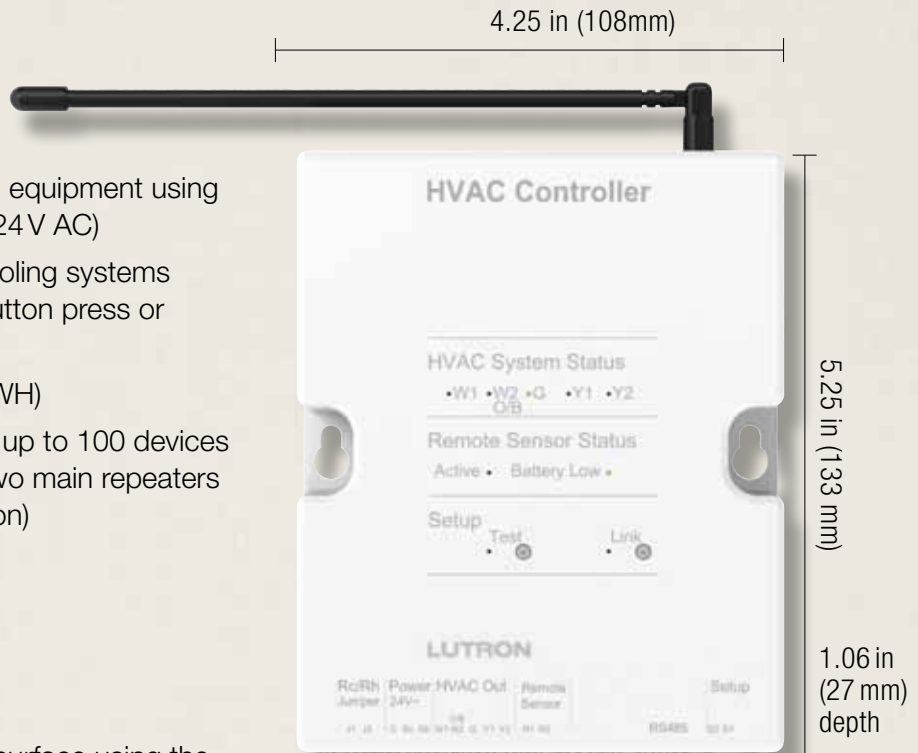 4.25 in (108mm)
equipment using
24 V AC)
oling systems
utton press or
WH)
up to 100 devices
wo main repeaters
on)
surface using the
HVAC Controller
HVAC System Status
•W1 •W2 •G •Y1 •Y2
O/B
Remote Sensor Status
Active • Battery Low •
Setup
Test Link
LUTRON
Rc/Rh Power HVAC Out Remote Setup
Jumper 24V~ Sensor
RS485
5.25 in (133 mm)
1.06 in
(27 mm)
depth